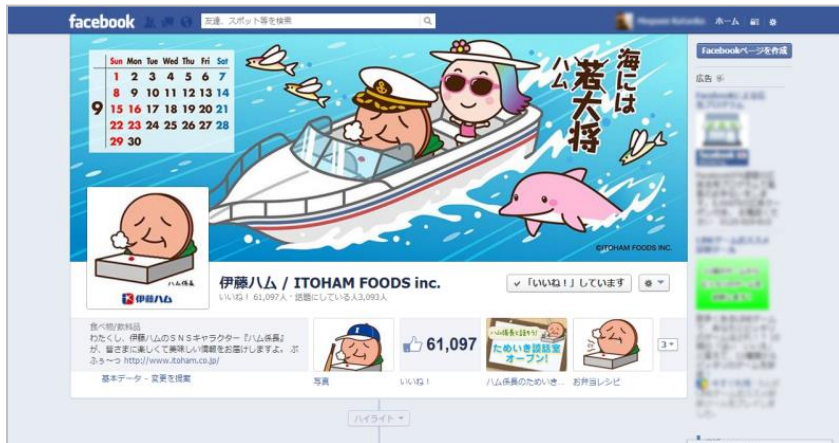 facebook
友達、スポット等を検索
ホーム
Facebookページを作成
広告
9
Sun Mon Tue Wed Thu Fri Sat
1 2 3 4 5 6 7
8 9 10 11 12 13 14
15 16 17 18 19 20 21
22 23 24 25 26 27 28
29 30
海には
若大将
ハム
©ITOHAM FOODS INC.
ハム係長
伊藤ハム
伊藤ハム / ITOHAM FOODS inc.
いいね！ 61,097人・話題にしている人3,093人
「いいね！」しています
食べ物/飲料品
わたくし、伊藤ハムのＳＮＳキャラクター『ハム係長』
が、皆さまに楽しくて美味しい情報をお届けしますよ。ぶ
ふぅ～つ http://www.itoham.co.jp/
基本データ - 変更を提案
写真
61,097
いいね！
ハム係長と話そう!
ためいき談話室
オープン!
ハム係長のためいき...
お弁当レシピ
3
ハイライト